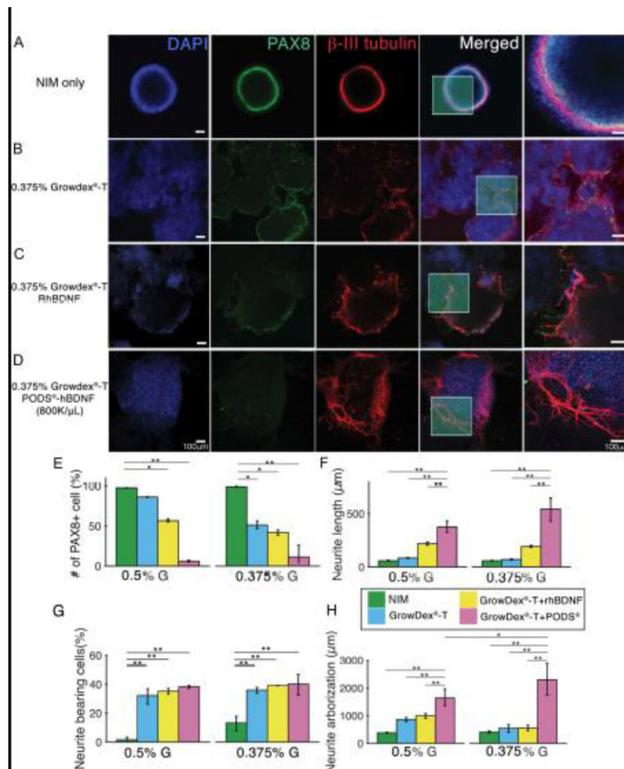 A DAPI PAX8 β-III tubulin Merged
NIM only
B
0.375% Growdex®-T
C
0.375% Growdex®-T
RhBDNF
D
0.375% Growdex®-T
PODS®-hBDNF
(800K/μL)
100μm 100μm
E
# of PAX8+ cell (%)
100
50
0
** * ** * *
0.5% G 0.375% G
F
Neurite length (μm)
500
0
** ** ** ** ** **
0.5% G 0.375% G
NIM GrowDex®-T+rhBDNF
GrowDex®-T GrowDex®-T+PODS®
G
Neurite bearing cells(%)
60
40
20
0
** ** ** ** ** **
0.5% G 0.375% G
H
Neurite arborization (μm)
3000
2000
1000
0
* ** ** ** ** ** **
0.5% G 0.375% G